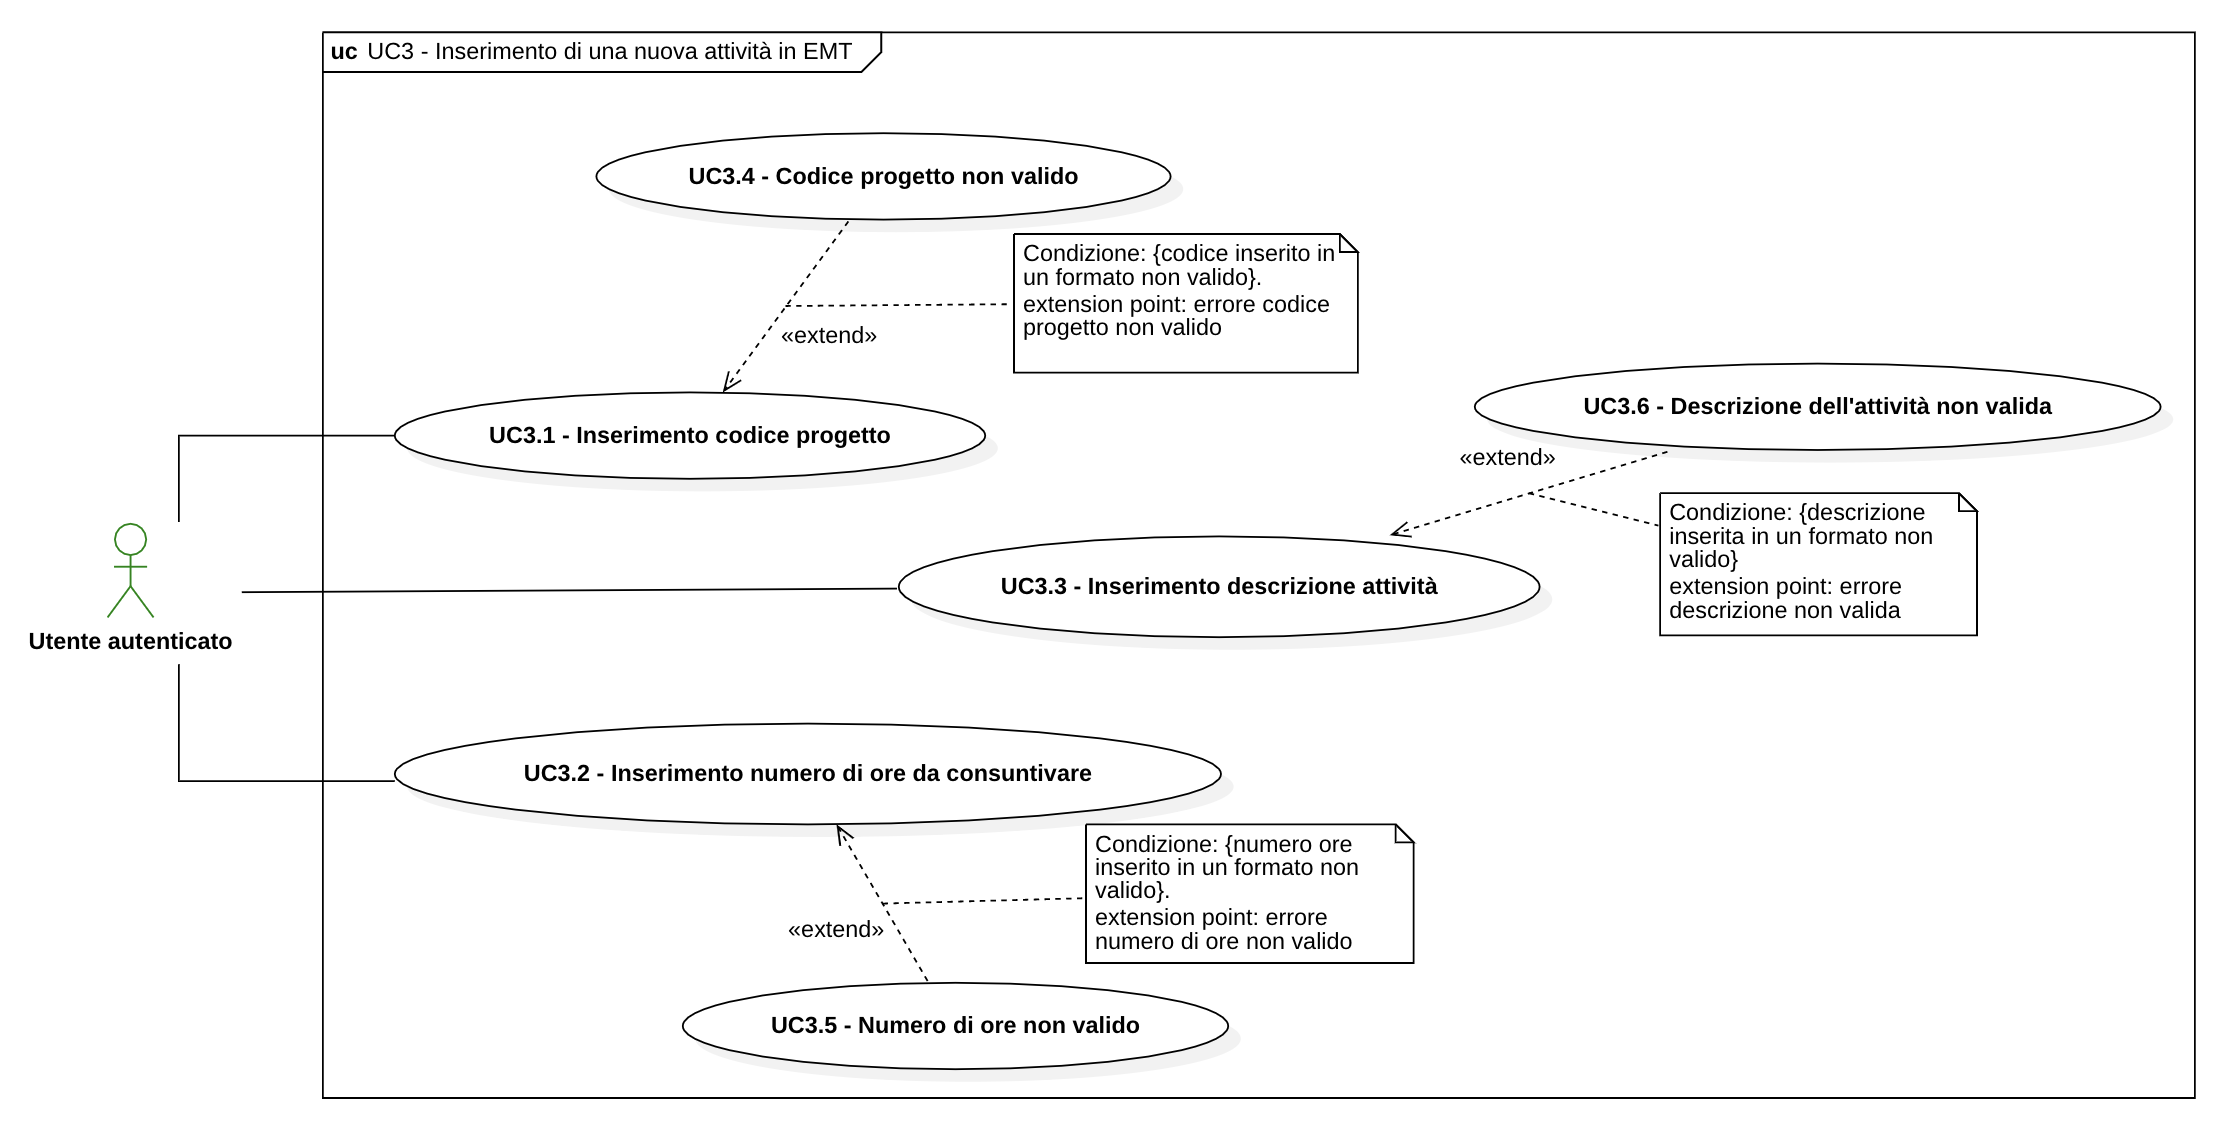 uc UC3 - Inserimento di una nuova attività in EMT
UC3.4 - Codice progetto non valido
Condizione: {codice inserito in
un formato non valido}.
extension point: errore codice
progetto non valido
«extend»
UC3.1 - Inserimento codice progetto
UC3.6 - Descrizione dell'attività non valida
«extend»
Condizione: {descrizione
inserita in un formato non
valido}
extension point: errore
descrizione non valida
UC3.3 - Inserimento descrizione attività
Utente autenticato
UC3.2 - Inserimento numero di ore da consuntivare
Condizione: {numero ore
inserito in un formato non
valido}.
extension point: errore
numero di ore non valido
«extend»
UC3.5 - Numero di ore non valido